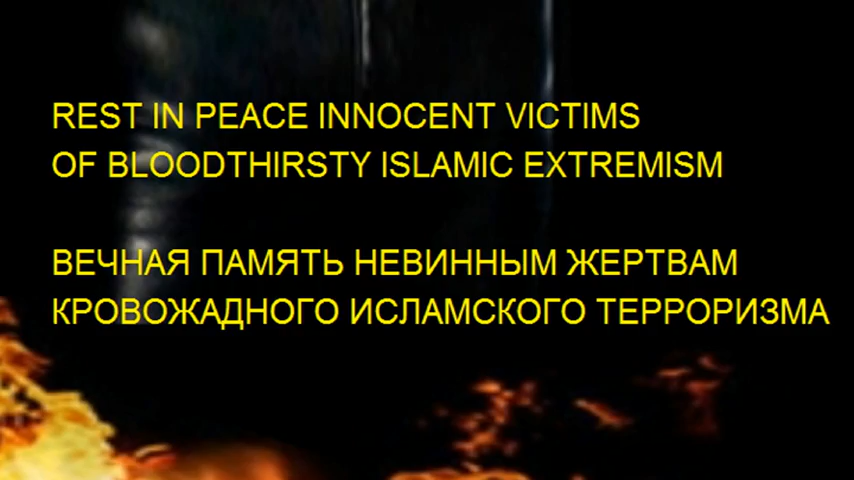 REST IN PEACE INNOCENT VICTIMS
OF BLOODTHIRSTY ISLAMIC EXTREMISM
ВЕЧНАЯ ПАМЯТЬ НЕВИННЫМ ЖЕРТВАМ
КРОВОЖАДНОГО ИСЛАМСКОГО ТЕРРОРИЗМА